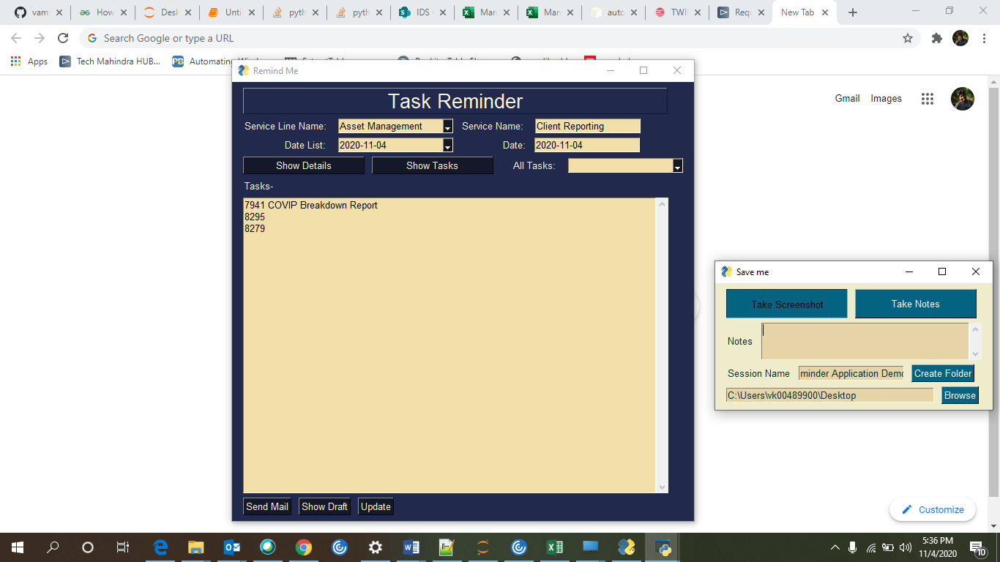 vam
How
Desk
Unti
pyth
pyth
IDS
Man
Man
auto
TWI
Requ
New Tab
Search Google or type a URL
Apps
Tech Mahindra HUB...
Automating
Remind Me
Gmail
Images
Task Reminder
Service Line Name:
Asset Management
Service Name:
Client Reporting
Date List:
2020-11-04
Date:
2020-11-04
Show Details
Show Tasks
All Tasks:
Tasks-
7941 COVIP Breakdown Report
8295
8279
Save me
Take Screenshot
Take Notes
Notes
Session Name
minder Application Demo
Create Folder
C:\Users\vk00489900\Desktop
Browse
Send Mail
Show Draft
Update
Customize
5:36 PM
11/4/2020
10